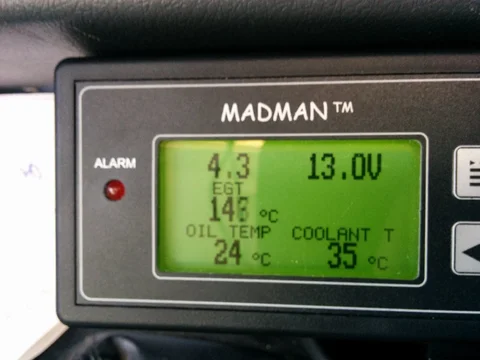 MADMAN™
ALARM
4.3 13.0V
EGT
°C
OIL TEMP COOLANT T
24 °C 35 °C